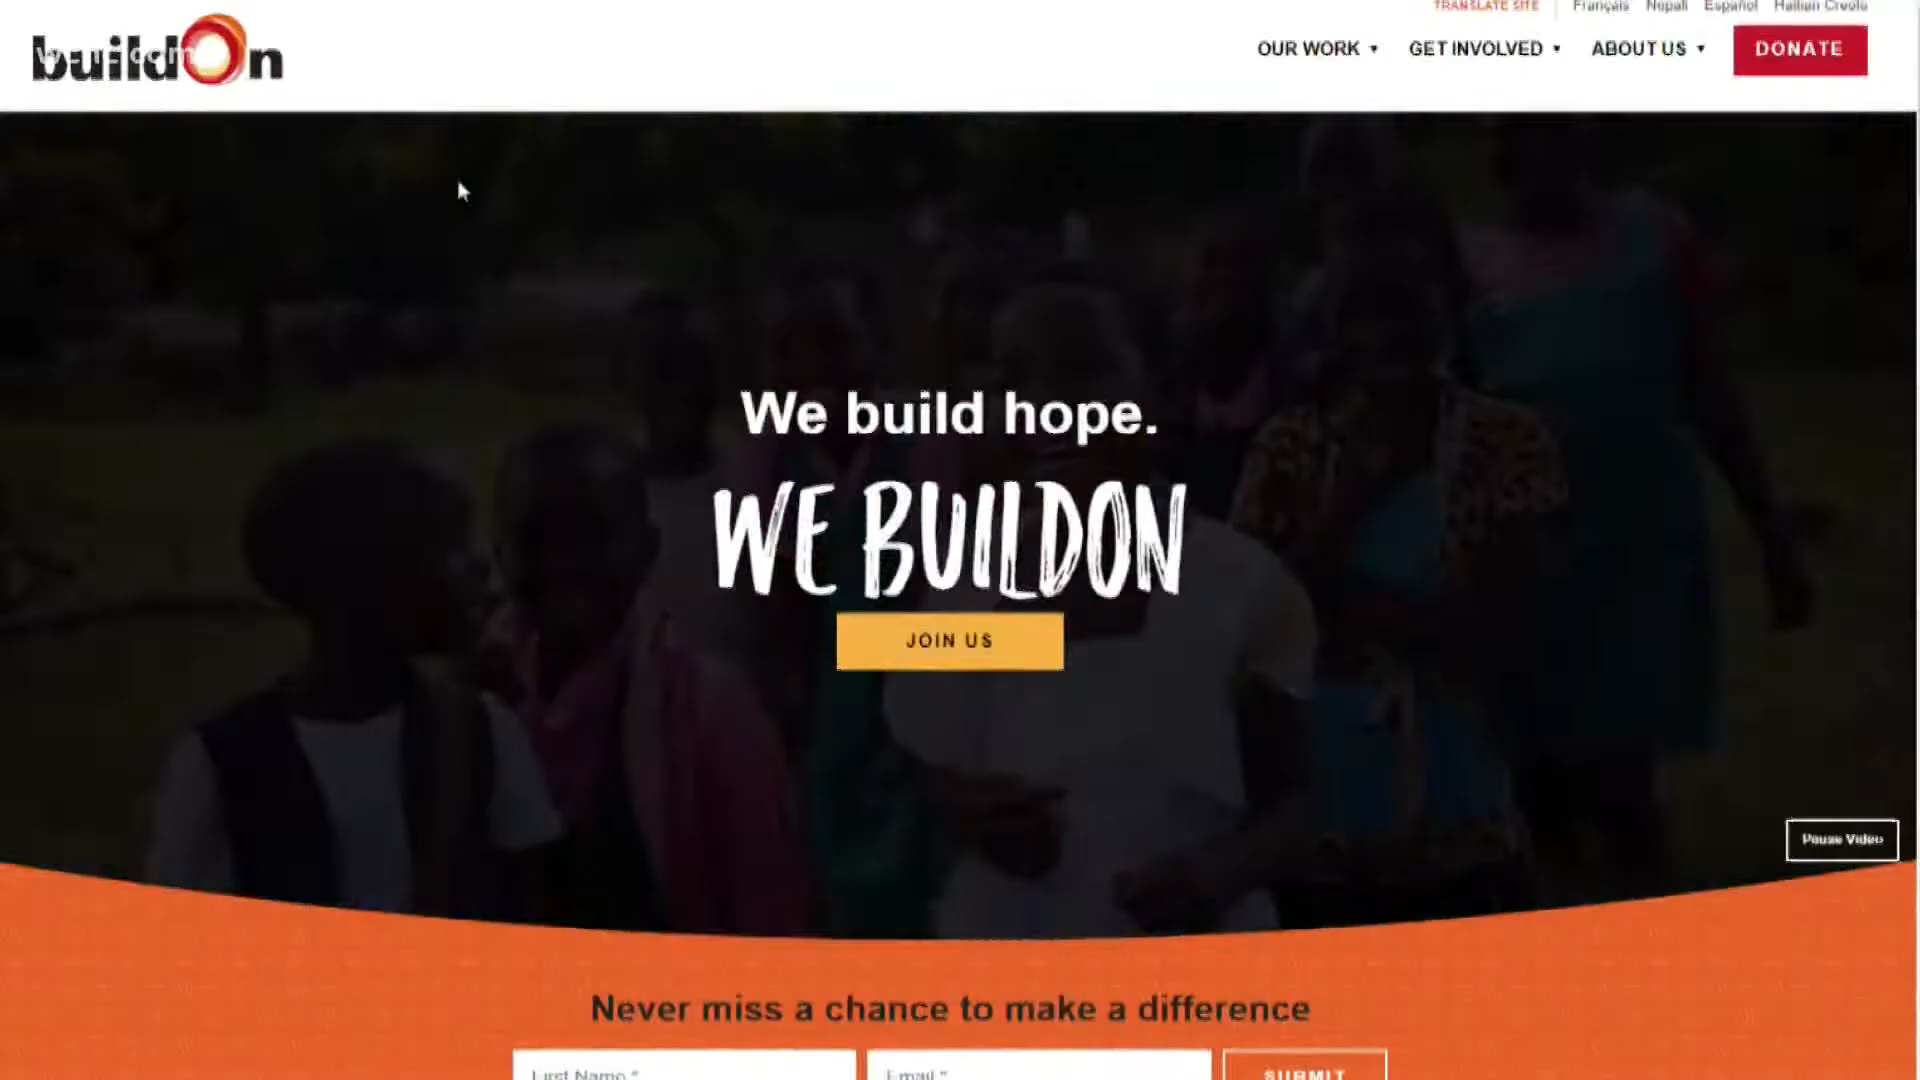 TRANSLATE SITE Français Nepali Español Haitian Creole
buildOn
OUR WORK GET INVOLVED ABOUT US DONATE
We build hope.
WE BUILDON
JOIN US
Pause Video
Never miss a chance to make a difference
First Name * Email * SUBMIT